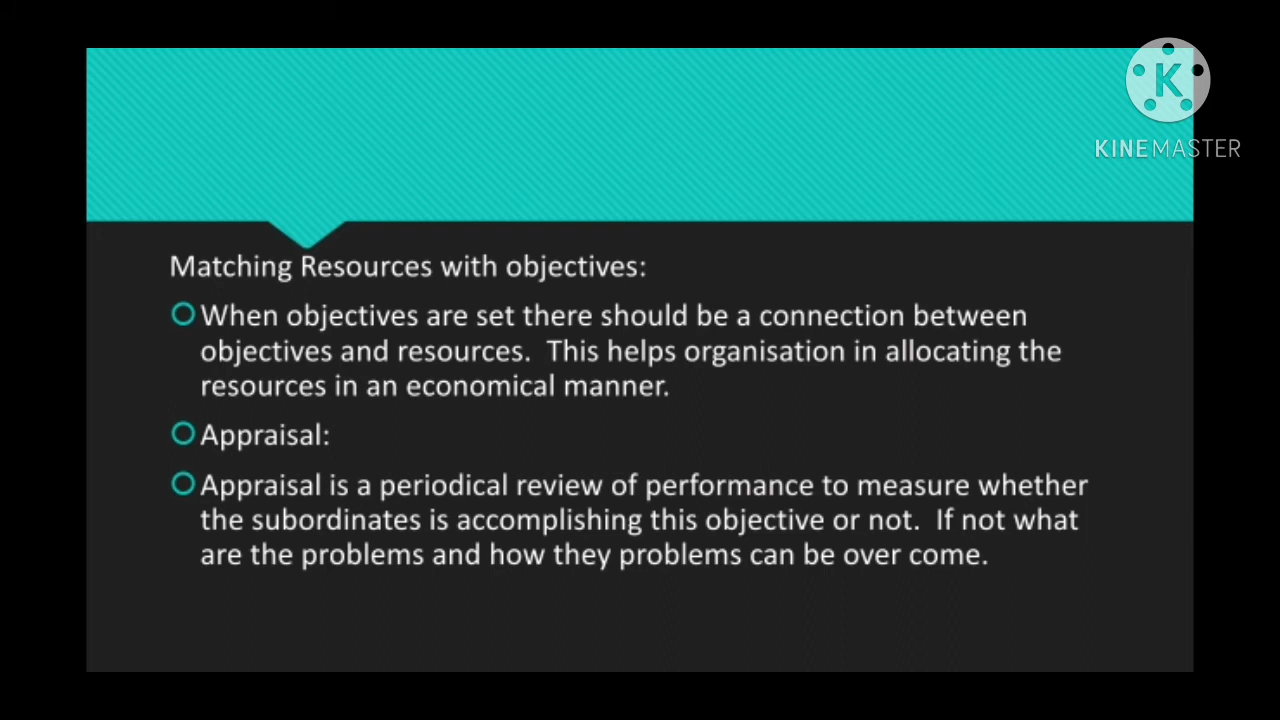 K
KINEMASTER
Matching Resources with objectives:
When objectives are set there should be a connection between
objectives and resources.  This helps organisation in allocating the
resources in an economical manner.
Appraisal:
Appraisal is a periodical review of performance to measure whether
the subordinates is accomplishing this objective or not.  If not what
are the problems and how they problems can be over come.